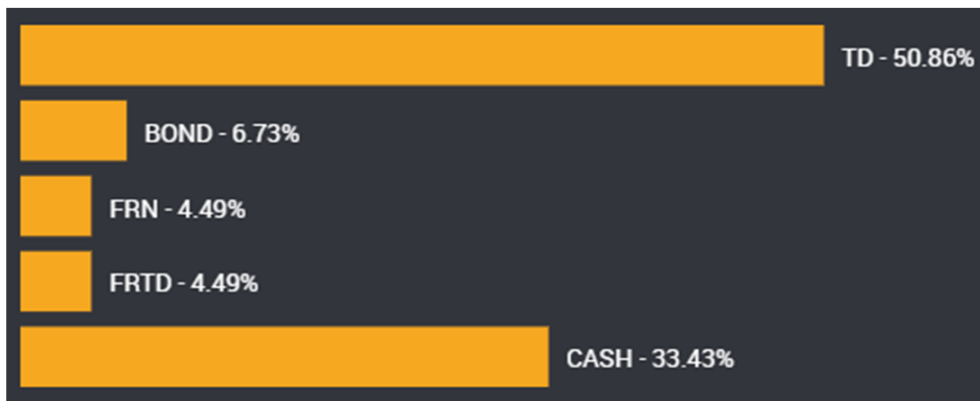 TD - 50.86%
BOND - 6.73%
FRN - 4.49%
FRTD - 4.49%
CASH - 33.43%